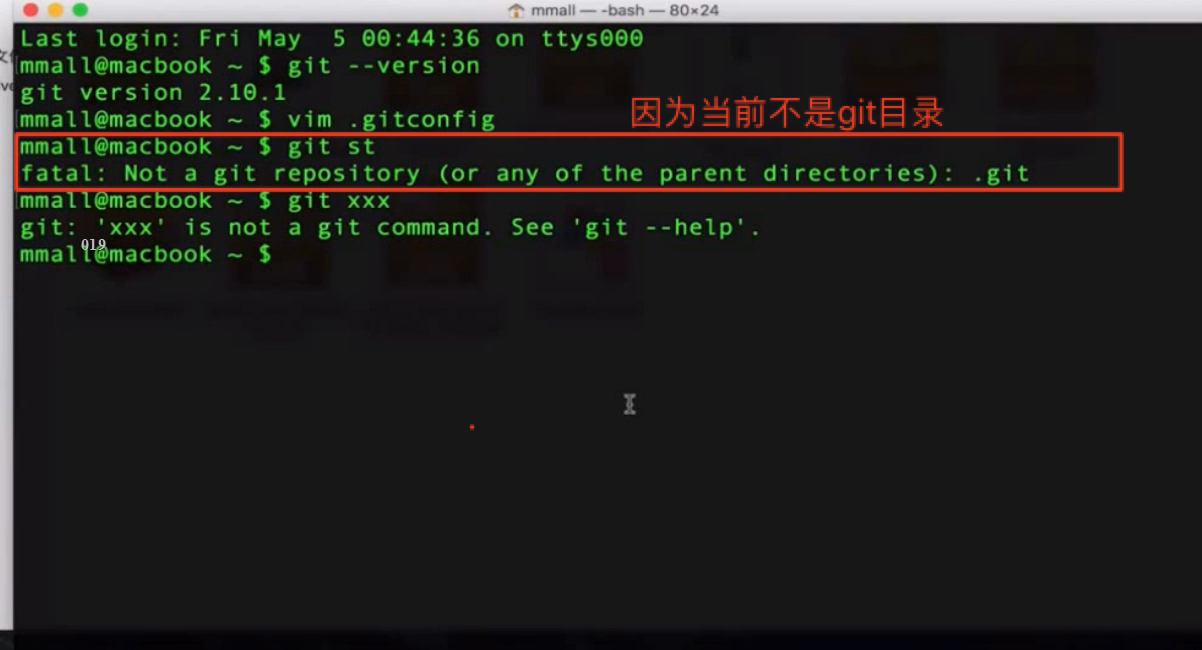 mmall — -bash — 80×24
Last login: Fri May  5 00:44:36 on ttys000
mmall@macbook ~ $ git --version
git version 2.10.1
因为当前不是git目录
mmall@macbook ~ $ vim .gitconfig
mmall@macbook ~ $ git st
fatal: Not a git repository (or any of the parent directories): .git
mmall@macbook ~ $ git xxx
git: 'xxx' is not a git command. See 'git --help'.
019
mmall@macbook ~ $